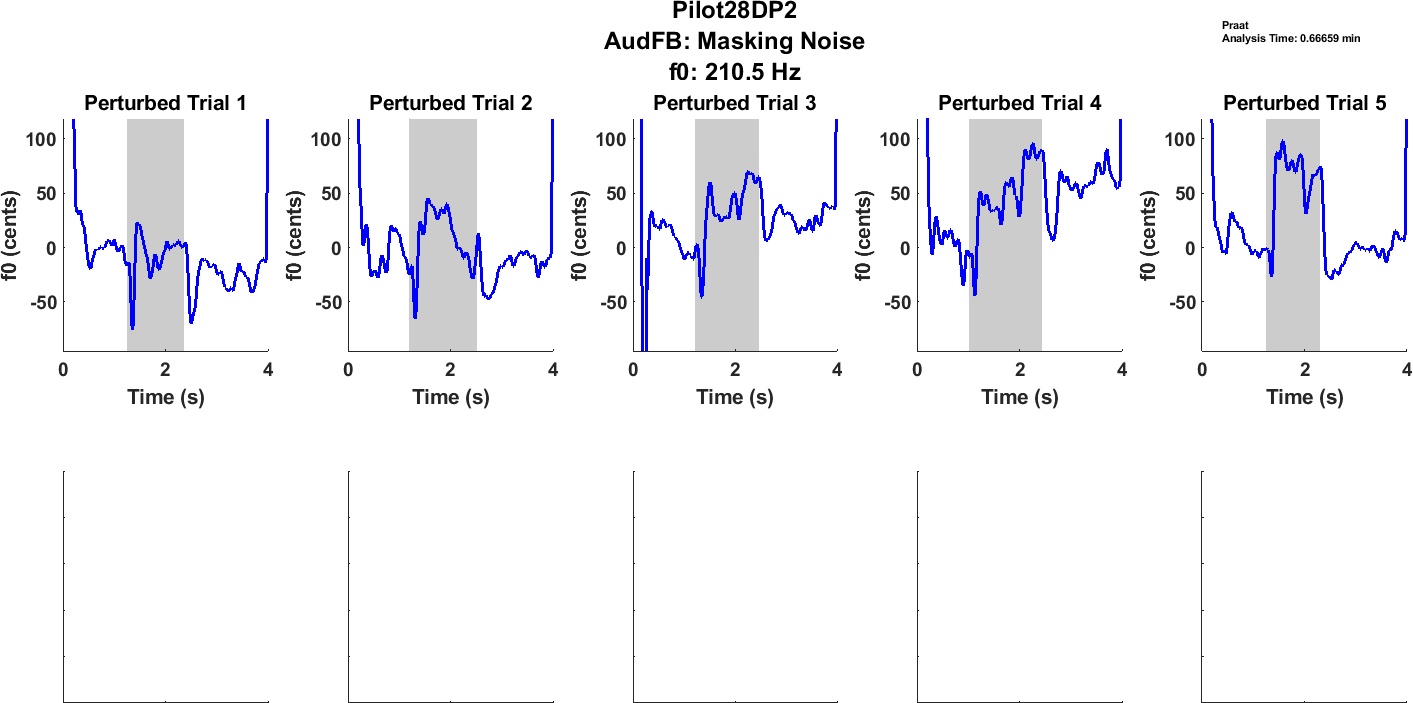 Pilot28DP2
AudFB: Masking Noise
f0: 210.5 Hz
Praat
Analysis Time: 0.66659 min
Perturbed Trial 1
100
50
0
-50
f0 (cents)
0 2 4
Time (s)
Perturbed Trial 2
100
50
0
-50
f0 (cents)
0 2 4
Time (s)
Perturbed Trial 3
100
50
0
-50
f0 (cents)
0 2 4
Time (s)
Perturbed Trial 4
100
50
0
-50
f0 (cents)
0 2 4
Time (s)
Perturbed Trial 5
100
50
0
-50
f0 (cents)
0 2 4
Time (s)